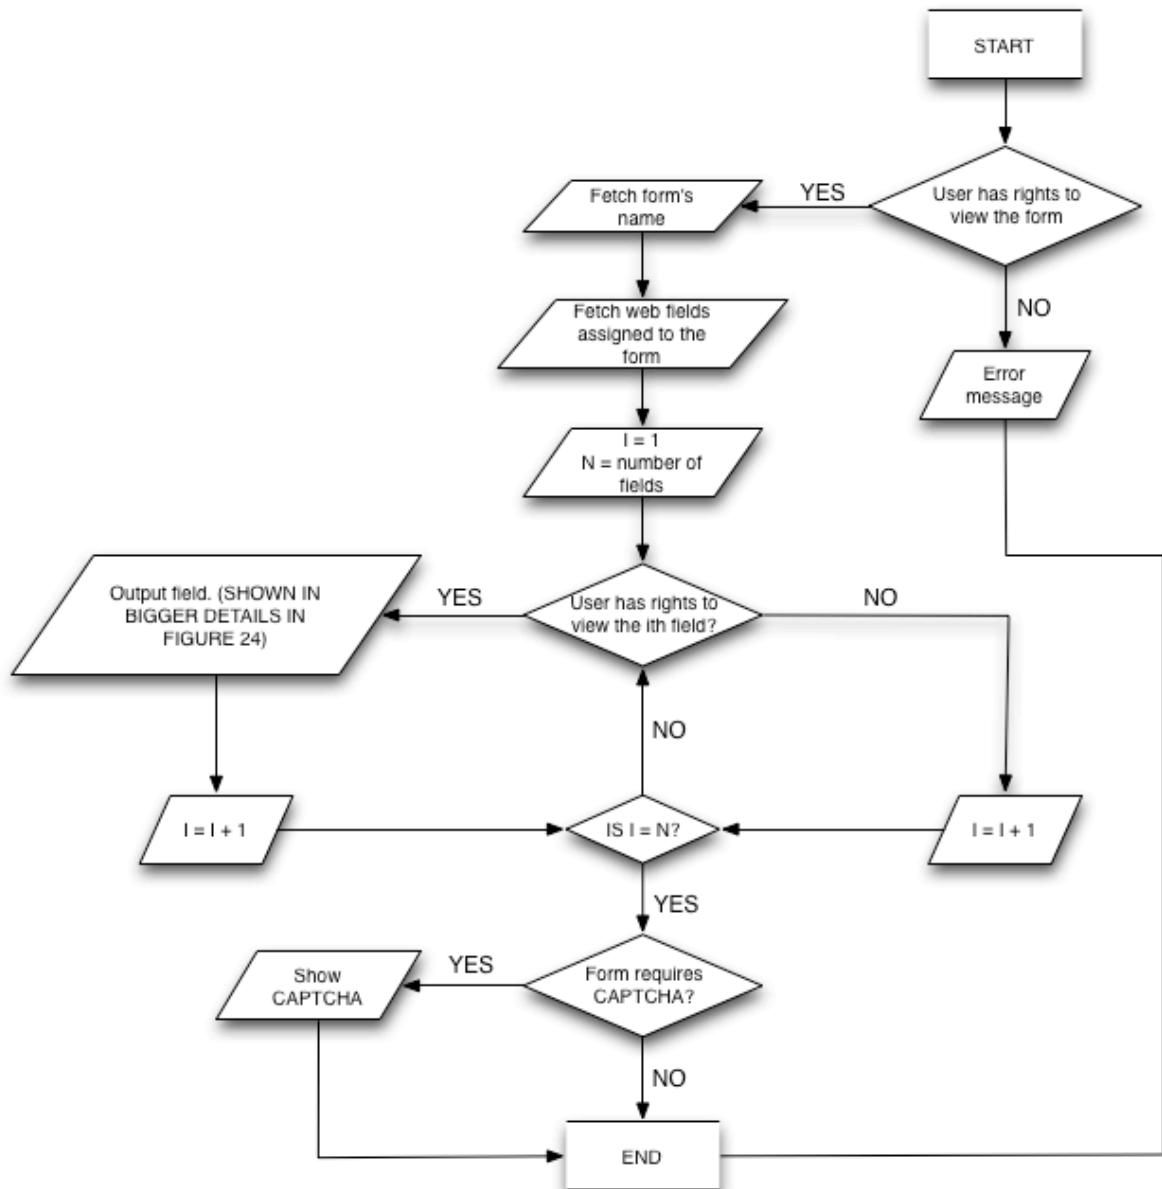 START
User has rights to
view the form
YES
Fetch form's
name
NO
Fetch web fields
assigned to the
form
Error
message
I = 1
N = number of
fields
Output field. (SHOWN IN
BIGGER DETAILS IN
FIGURE 24)
YES
User has rights to
view the ith field?
NO
NO
I = I + 1
IS I = N?
I = I + 1
YES
Show
CAPTCHA
YES
Form requires
CAPTCHA?
NO
END